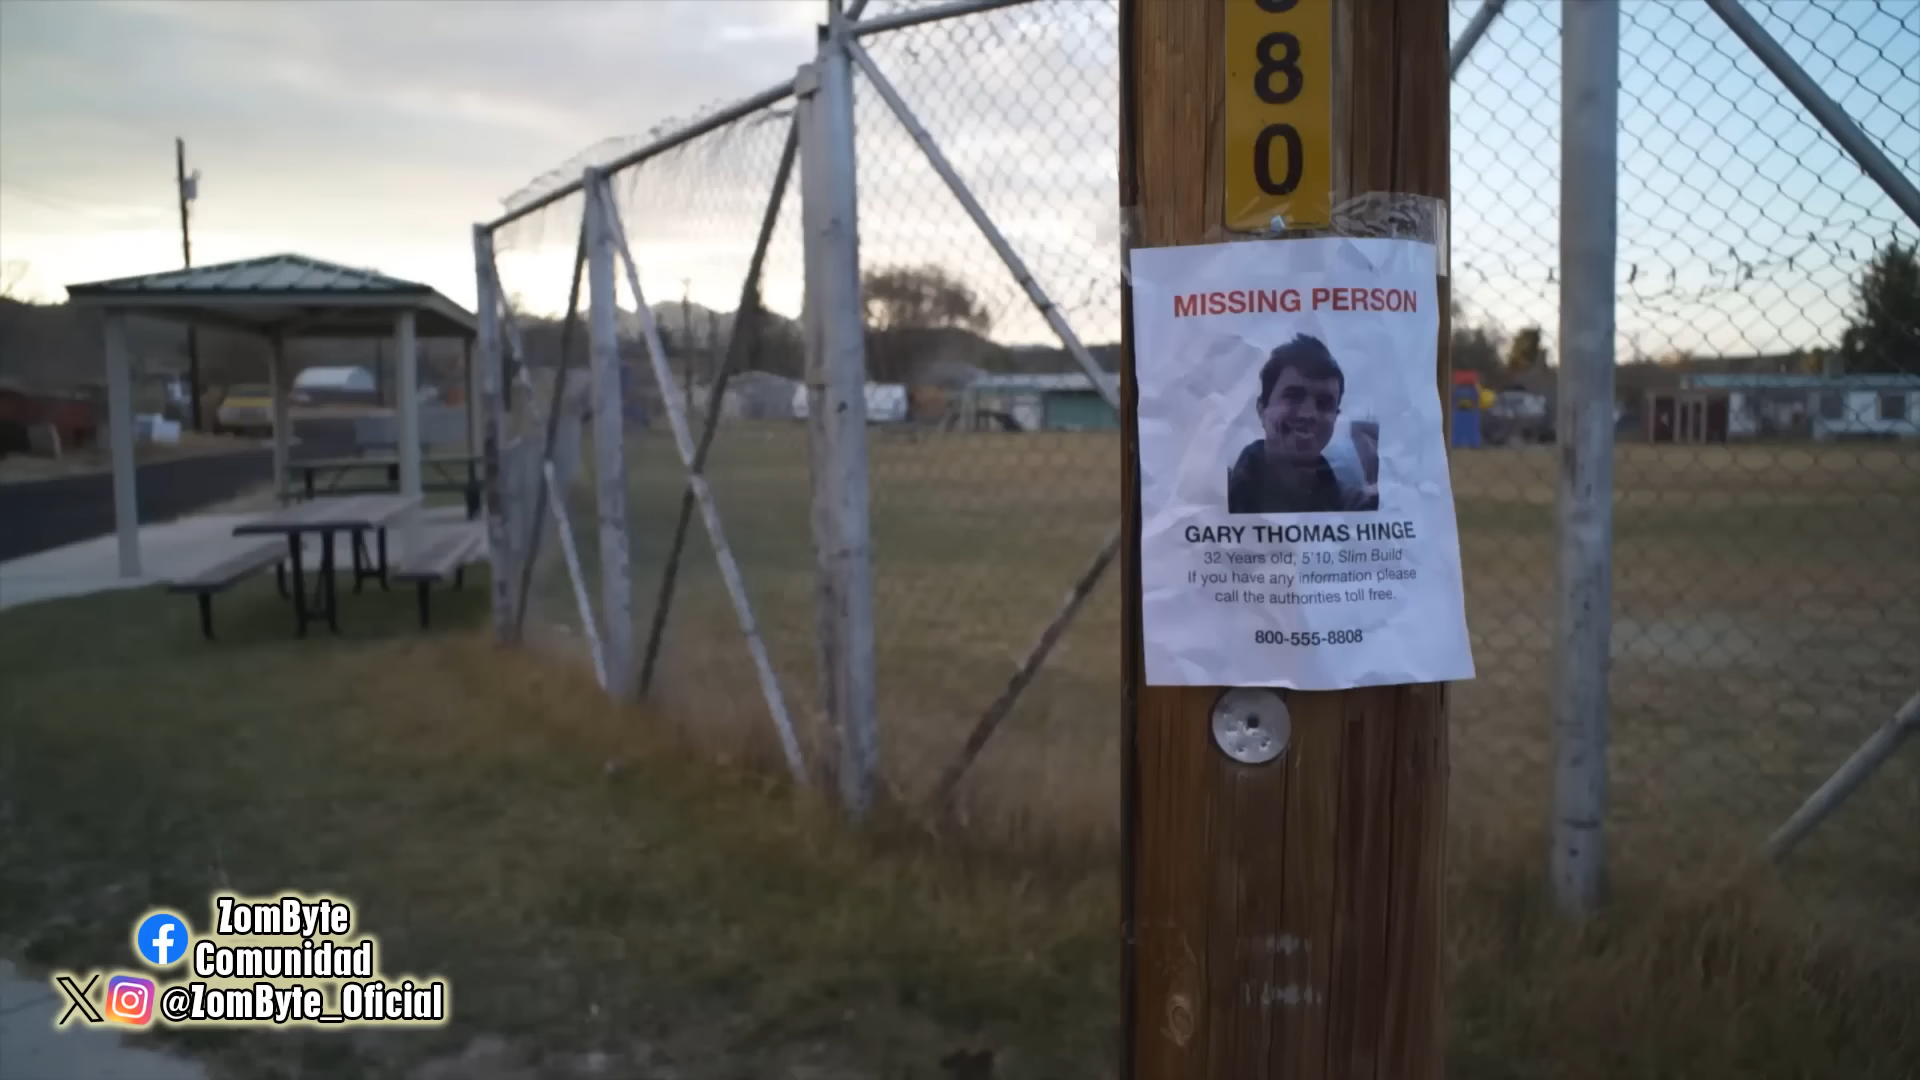 80
MISSING PERSON
GARY THOMAS HINGE
32 Years old, 5'10, Slim Build
If you have any information please
call the authorities toll free.
800-555-8808
ZomByte
Comunidad
@ZomByte_Oficial